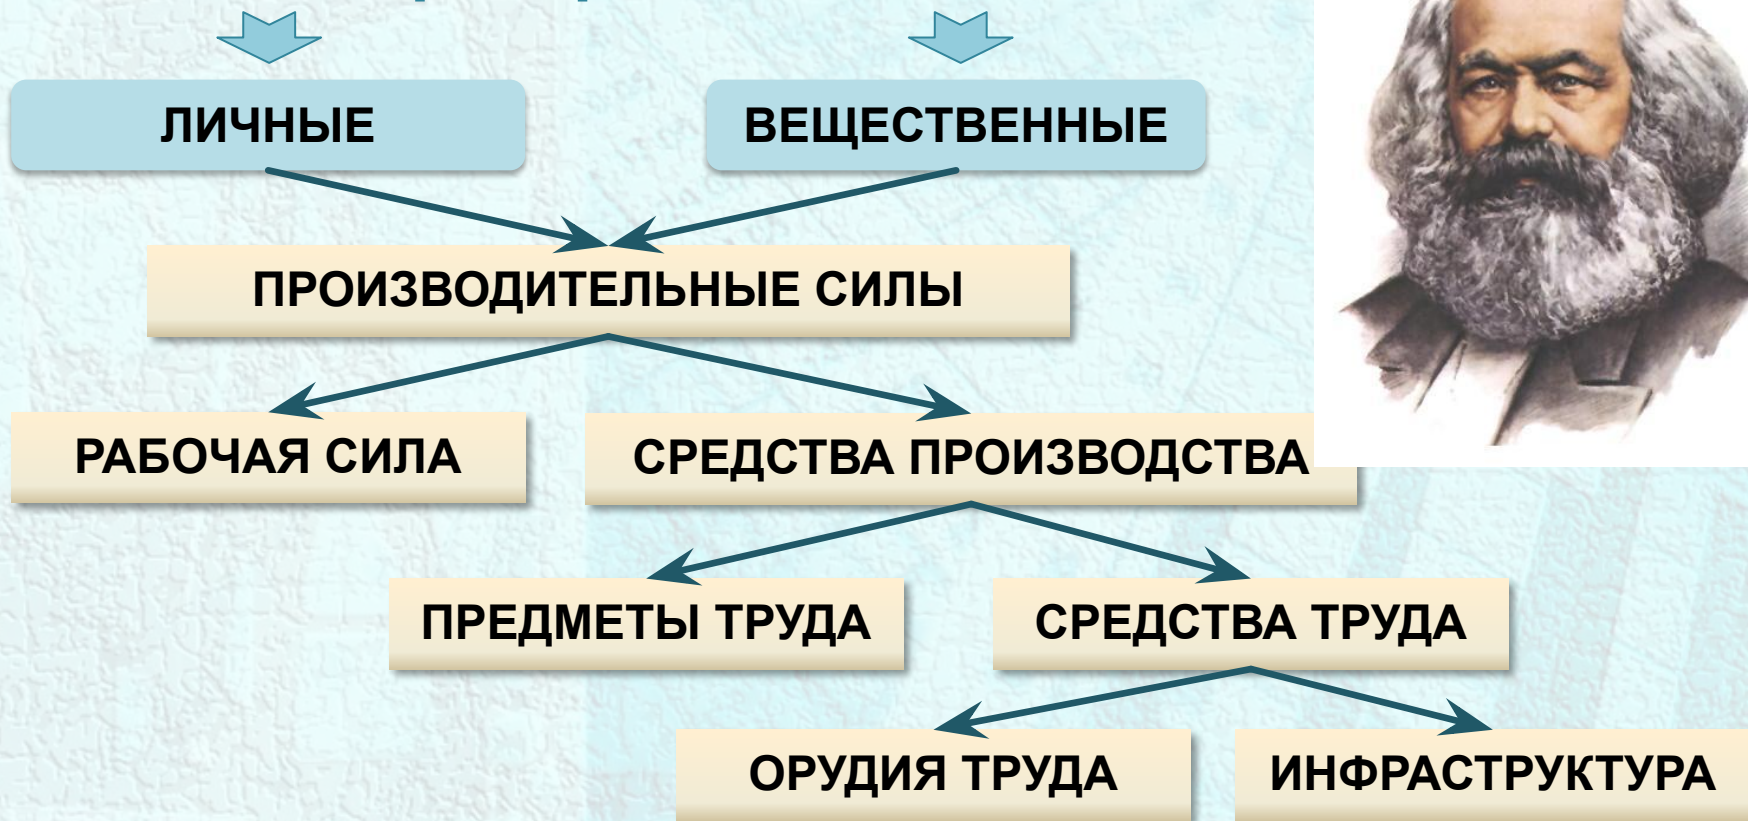 ЛИЧНЫЕ
ВЕЩЕСТВЕННЫЕ
ПРОИЗВОДИТЕЛЬНЫЕ СИЛЫ
РАБОЧАЯ СИЛА
СРЕДСТВА ПРОИЗВОДСТВА
ПРЕДМЕТЫ ТРУДА
СРЕДСТВА ТРУДА
ОРУДИЯ ТРУДА
ИНФРАСТРУКТУРА